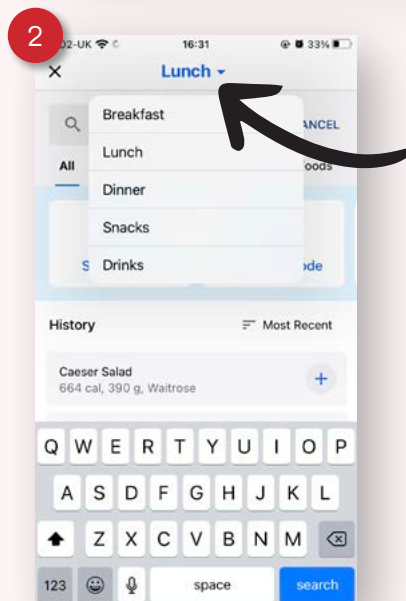 2
02-UK 16:31 33%
× Lunch
Breakfast
ANCEL
Lunch
All oods
Dinner
Snacks
S Drinks ode
History Most Recent
Caeser Salad
664 cal, 390 g, Waitrose +
Q W E R T Y U I O P
A S D F G H J K L
Z X C V B N M
123 space search